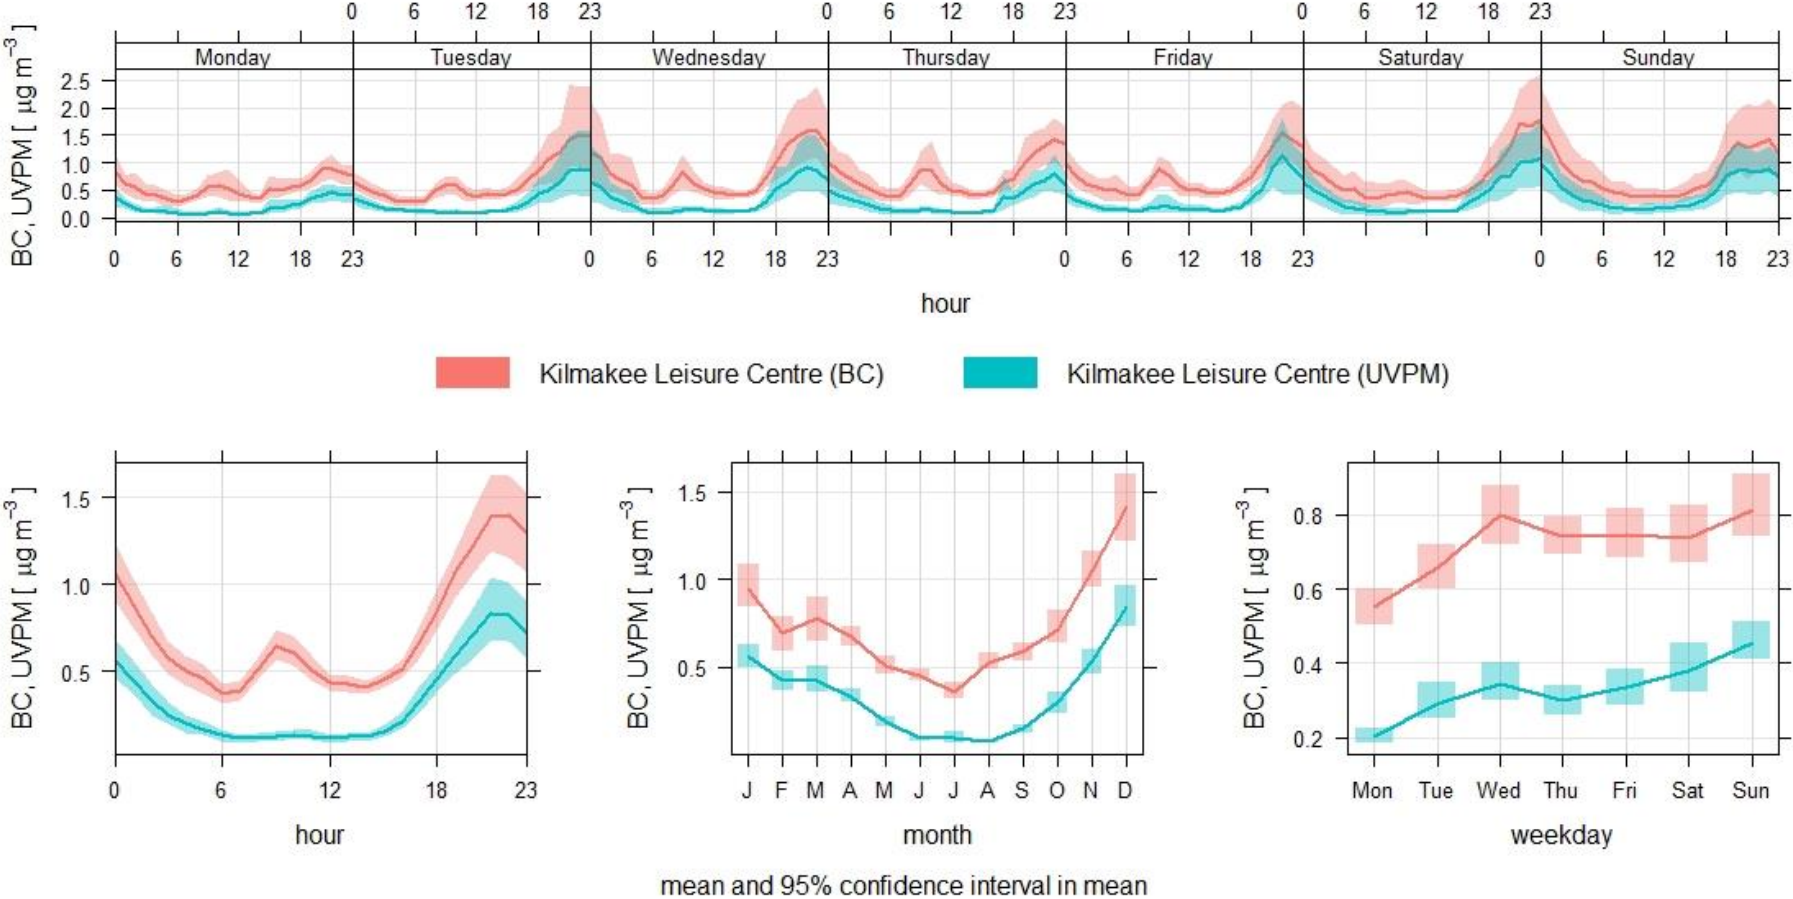 0 6 12 18 23 0 6 12 18 23 0 6 12 18 23
Monday Tuesday Wednesday Thursday Friday Saturday Sunday
BC, UVPM [ µg m⁻³ ]
2.5
2.0
1.5
1.0
0.5
0.0
0 6 12 18 23 0 6 12 18 23 0 6 12 18 23 0 6 12 18 23
hour
Kilmakee Leisure Centre (BC) Kilmakee Leisure Centre (UVPM)
BC, UVPM [ µg m⁻³ ]
1.5
1.0
0.5
0 6 12 18 23
hour
BC, UVPM [ µg m⁻³ ]
1.5
1.0
0.5
J F M A M J J A S O N D
month
BC, UVPM [ µg m⁻³ ]
0.8
0.6
0.4
0.2
Mon Tue Wed Thu Fri Sat Sun
weekday
mean and 95% confidence interval in mean